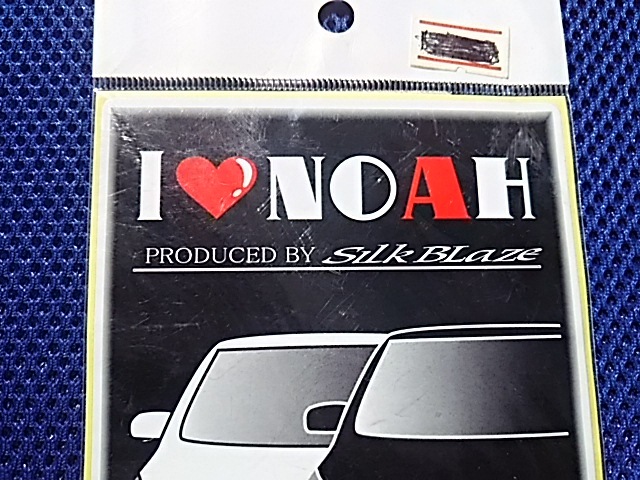 I❤NOAH
PRODUCED BY SilkBLaze